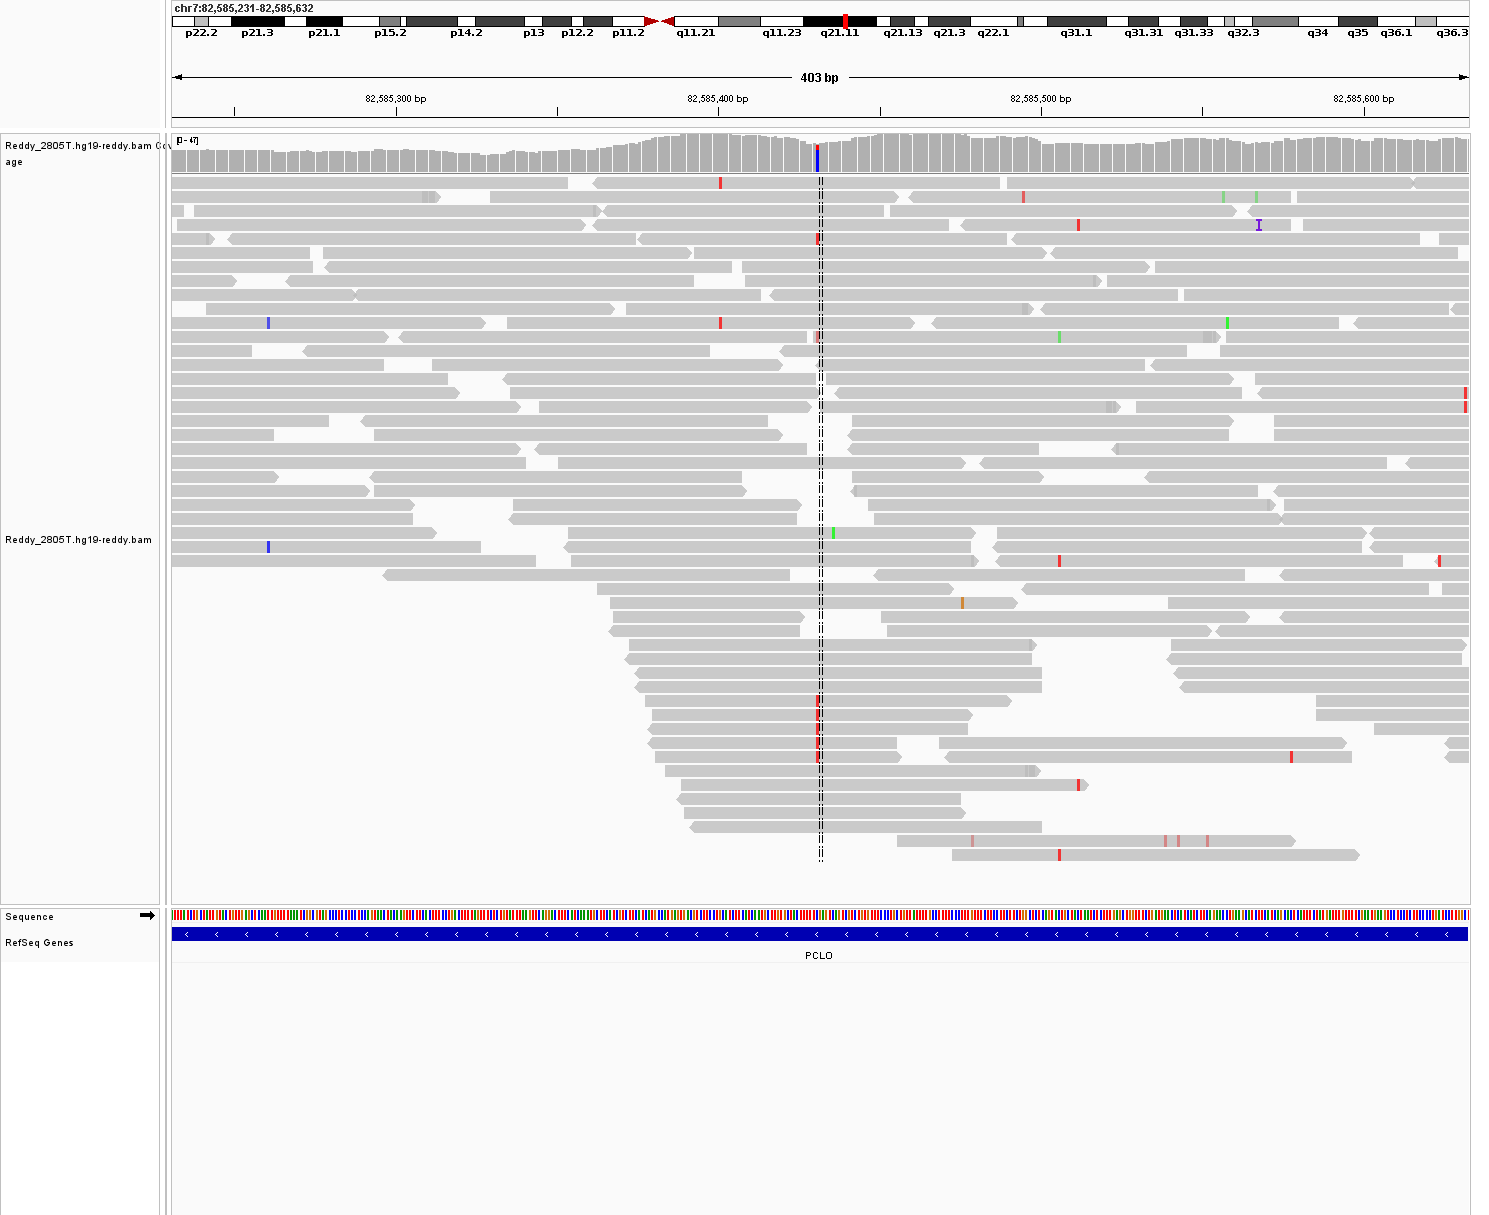 chr7:82,585,231-82,585,632
p22.2 p21.3 p21.1 p15.2 p14.2 p13 p12.2 p11.2 q11.21 q11.23 q21.11 q21.13 q21.3 q22.1 q31.1 q31.31 q31.33 q32.3 q34 q35 q36.1 q36.3
403 bp
82,585,300 bp 82,585,400 bp 82,585,500 bp 82,585,600 bp
[0 - 47]
Reddy_2805T.hg19-reddy.bam Cov
age
Reddy_2805T.hg19-reddy.bam
Sequence
RefSeq Genes
PCLO